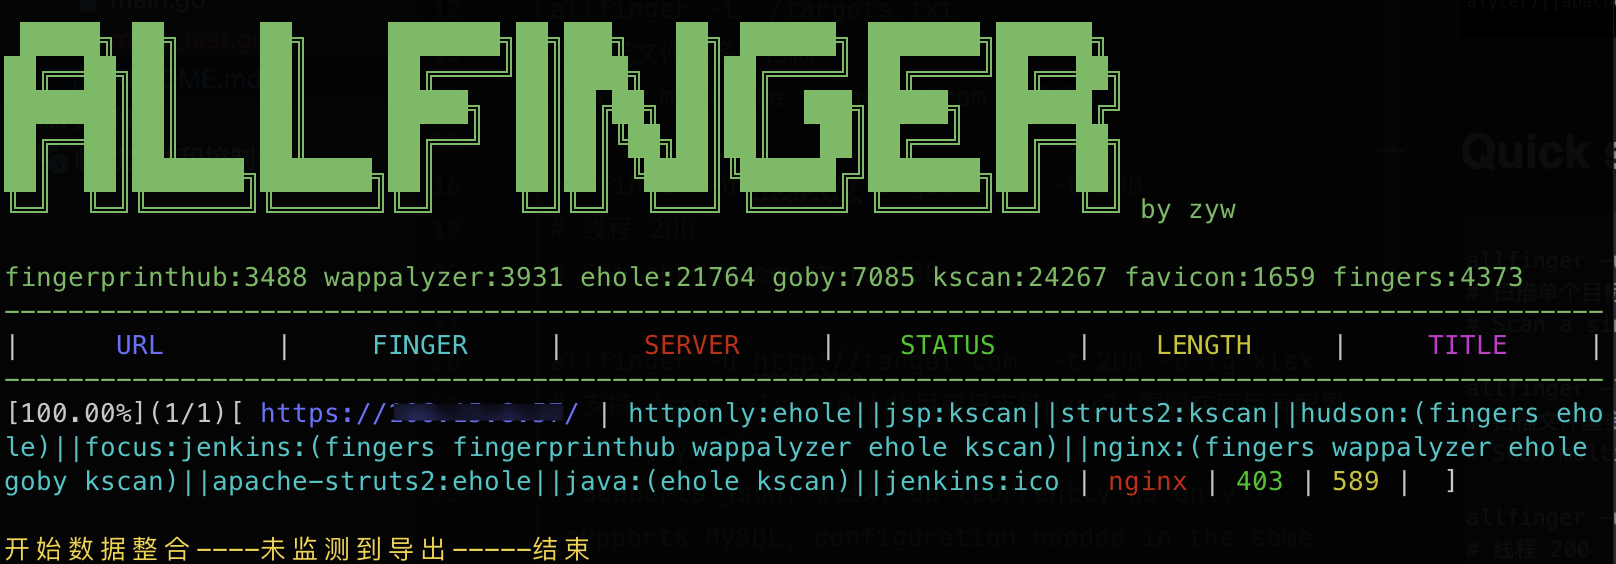 ALLFINGER by zyw
fingerprinthub:3488 wappalyzer:3931 ehole:21764 goby:7085 kscan:24267 favicon:1659 fingers:4373
--------------------------------------------------------------------------------
| URL | FINGER | SERVER | STATUS | LENGTH | TITLE |
--------------------------------------------------------------------------------
[100.00%](1/1)[ https:// / | httponly:ehole||jsp:kscan||struts2:kscan||hudson:(fingers eho
le)||focus:jenkins:(fingers fingerprinthub wappalyzer ehole kscan)||nginx:(fingers wappalyzer ehole
goby kscan)||apache-struts2:ehole||java:(ehole kscan)||jenkins:ico | nginx | 403 | 589 | ]
开始数据整合----未监测到导出-----结束